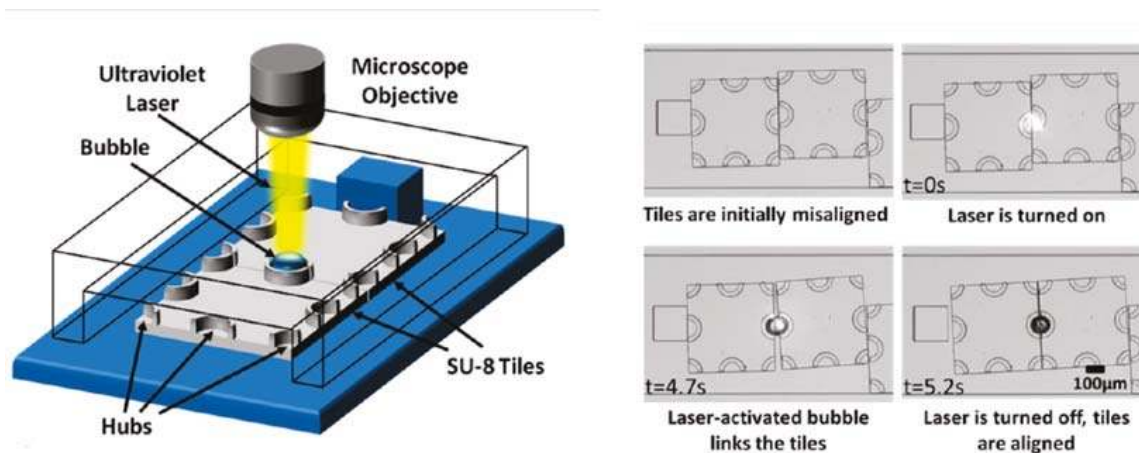 Ultraviolet
Laser
Microscope
Objective
Bubble
SU-8 Tiles
Hubs
Tiles are initially misaligned
t=0s
Laser is turned on
t=4.7s
Laser-activated bubble
links the tiles
t=5.2s
100µm
Laser is turned off, tiles
are aligned